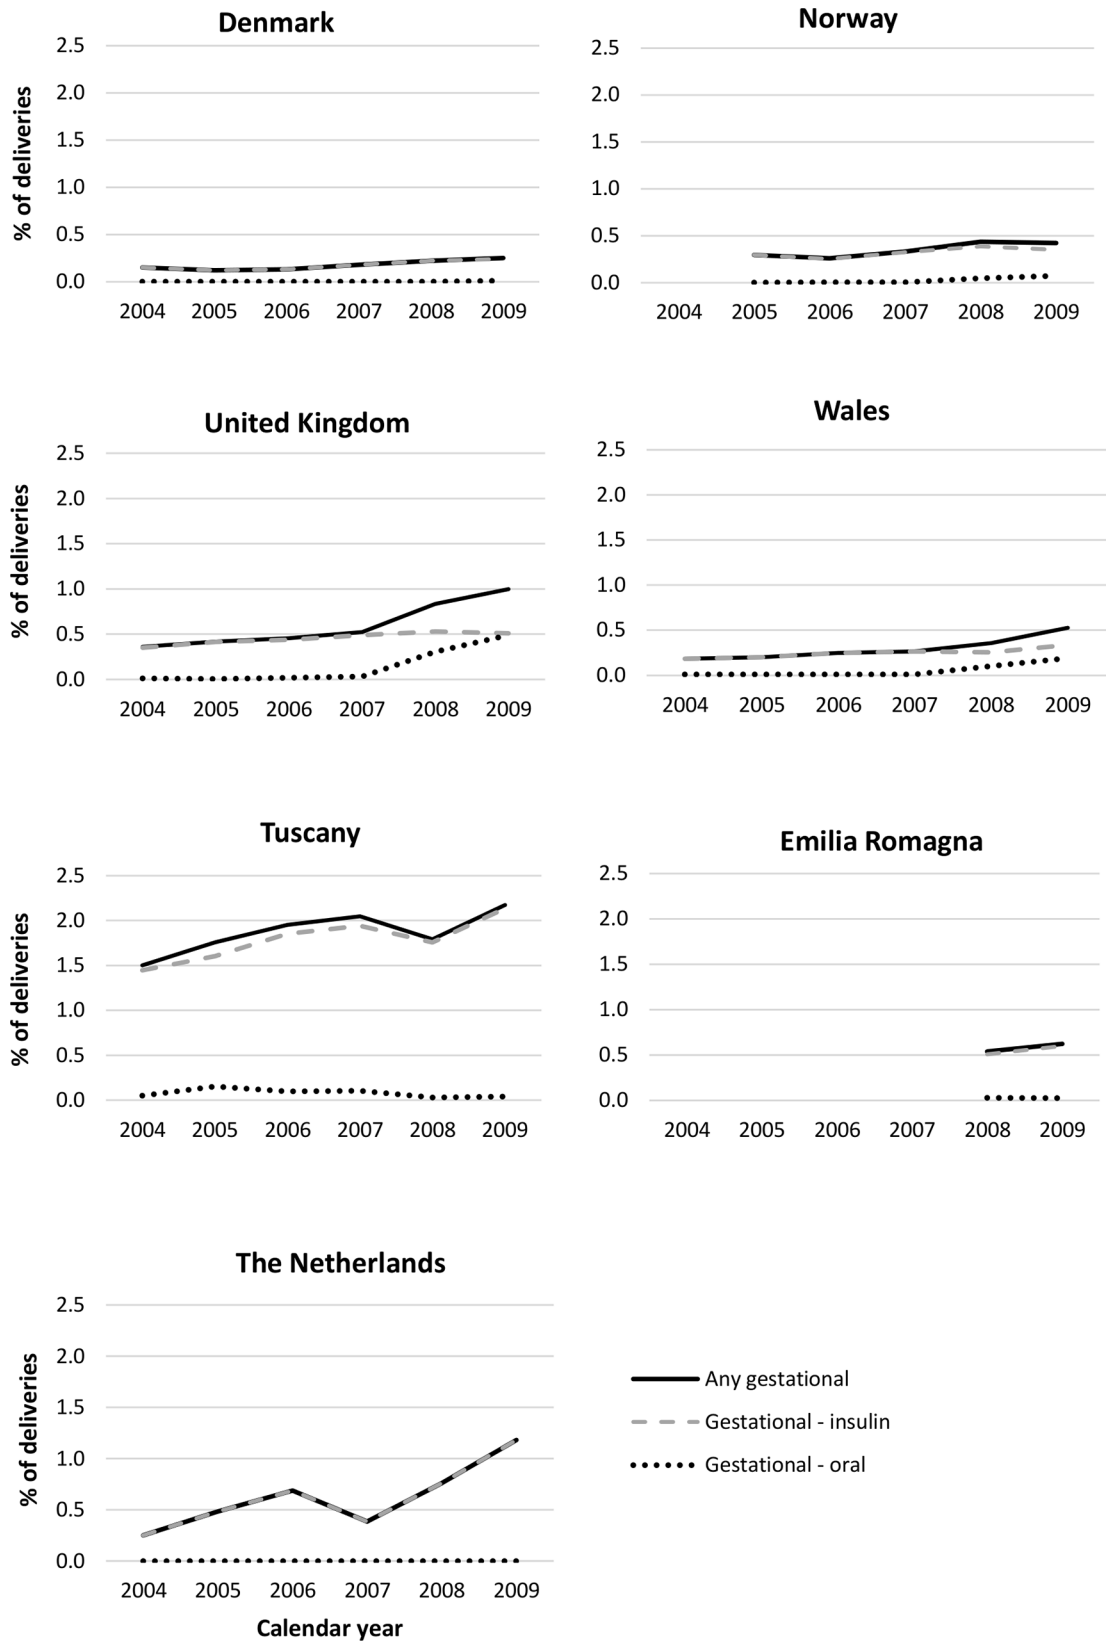 Denmark
2.5
2.0
1.5
1.0
0.5
0.0
% of deliveries
2004 2005 2006 2007 2008 2009
Norway
2.5
2.0
1.5
1.0
0.5
0.0
2004 2005 2006 2007 2008 2009
United Kingdom
2.5
2.0
1.5
1.0
0.5
0.0
% of deliveries
2004 2005 2006 2007 2008 2009
Wales
2.5
2.0
1.5
1.0
0.5
0.0
2004 2005 2006 2007 2008 2009
Tuscany
2.5
2.0
1.5
1.0
0.5
0.0
% of deliveries
2004 2005 2006 2007 2008 2009
Emilia Romagna
2.5
2.0
1.5
1.0
0.5
0.0
2004 2005 2006 2007 2008 2009
The Netherlands
2.5
2.0
1.5
1.0
0.5
0.0
% of deliveries
2004 2005 2006 2007 2008 2009
Calendar year
Any gestational
Gestational - insulin
Gestational - oral